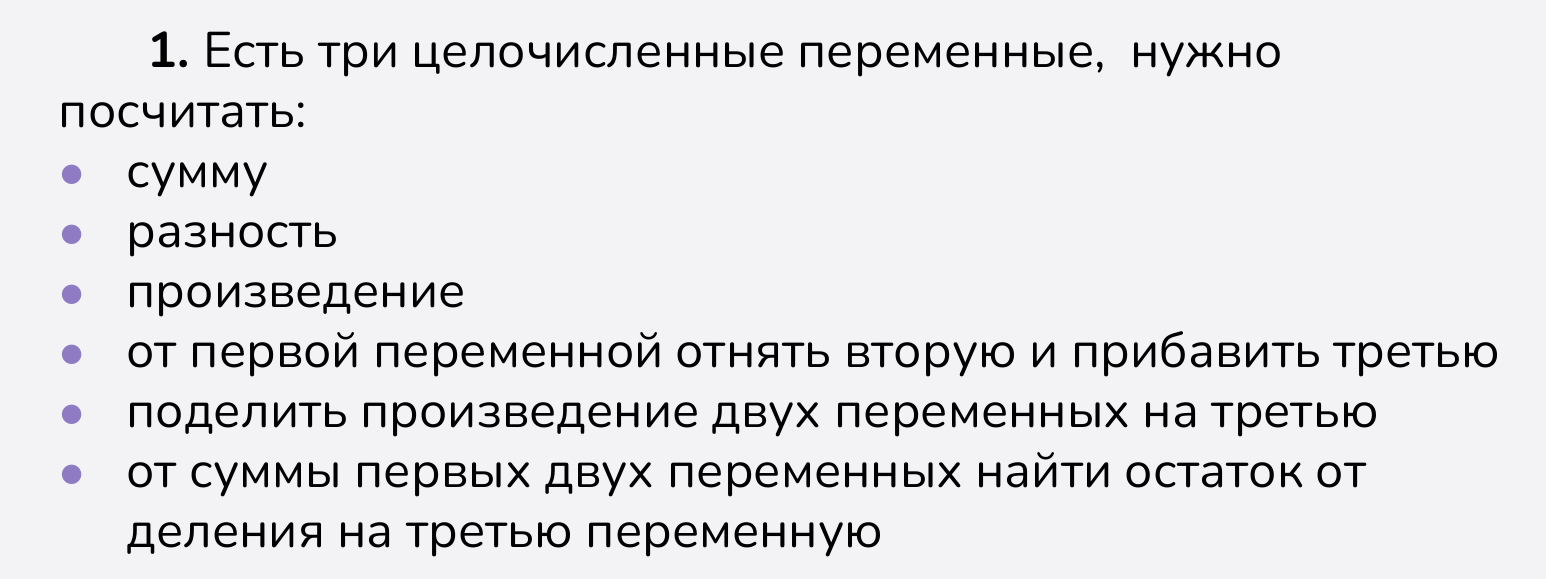 1. Есть три целочисленные переменные,  нужно
посчитать:
● сумму
● разность
● произведение
● от первой переменной отнять вторую и прибавить третью
● поделить произведение двух переменных на третью
● от суммы первых двух переменных найти остаток от
деления на третью переменную